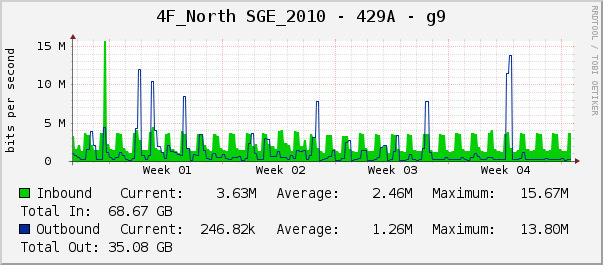 4F_North SGE_2010 - 429A - g9
RRDTOOL / TOBI OETIKER
bits per second
15 M
10 M
5 M
0
Week 01 Week 02 Week 03 Week 04
Inbound Current: 3.63M Average: 2.46M Maximum: 15.67M
Total In: 68.67 GB
Outbound Current: 246.82k Average: 1.26M Maximum: 13.80M
Total Out: 35.08 GB